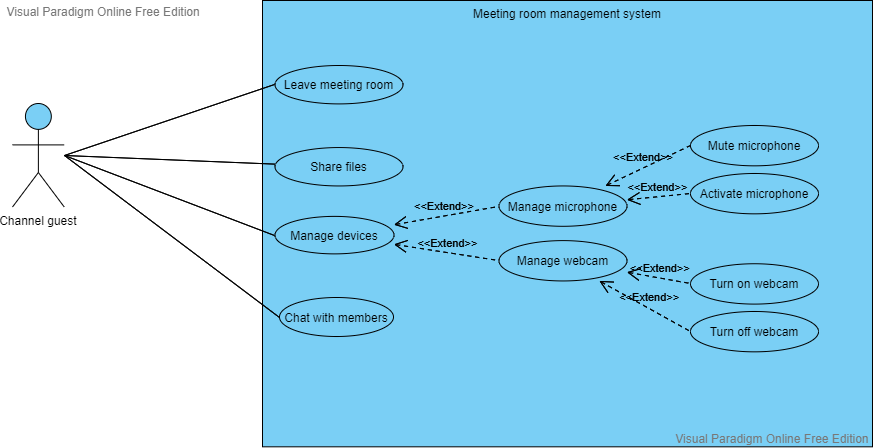 Visual Paradigm Online Free Edition
Meeting room management system
Leave meeting room
Share files
Manage devices
Chat with members
Channel guest
<<Extend>>
<<Extend>>
Manage microphone
Manage webcam
<<Extend>>
<<Extend>>
<<Extend>>
<<Extend>>
Mute microphone
Activate microphone
Turn on webcam
Turn off webcam
Visual Paradigm Online Free Edition